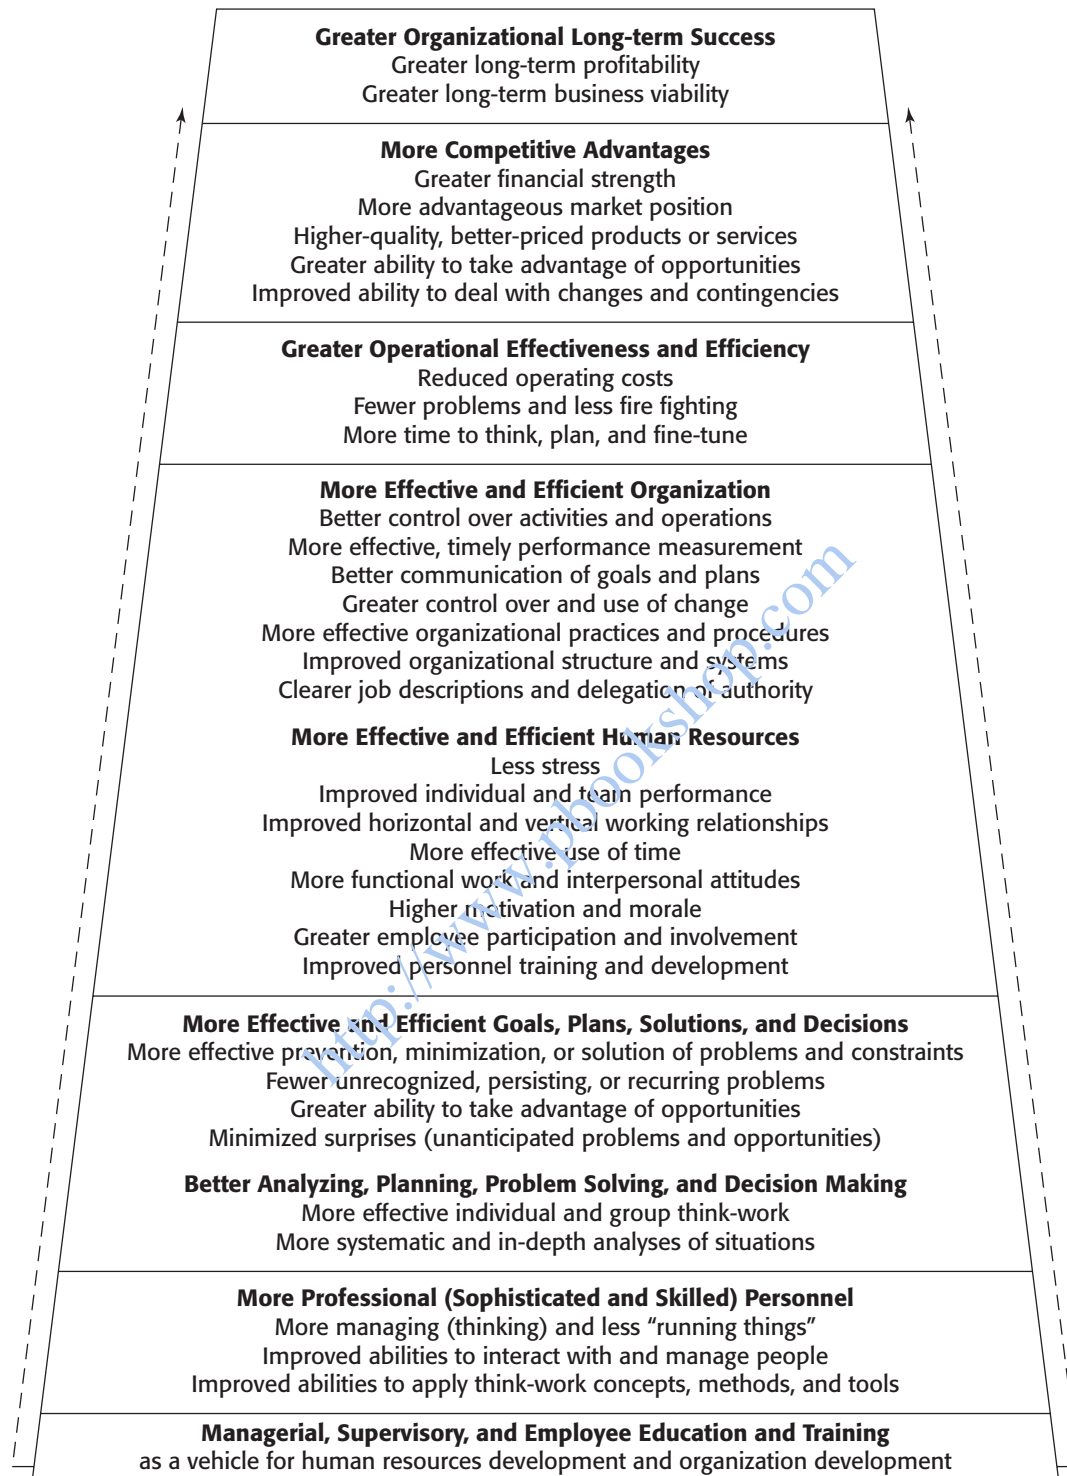 Greater Organizational Long-term Success
Greater long-term profitability
Greater long-term business viability
More Competitive Advantages
Greater financial strength
More advantageous market position
Higher-quality, better-priced products or services
Greater ability to take advantage of opportunities
Improved ability to deal with changes and contingencies
Greater Operational Effectiveness and Efficiency
Reduced operating costs
Fewer problems and less fire fighting
More time to think, plan, and fine-tune
More Effective and Efficient Organization
Better control over activities and operations
More effective, timely performance measurement
Better communication of goals and plans
Greater control over and use of change
More effective organizational practices and procedures
Improved organizational structure and systems
Clearer job descriptions and delegation of authority
More Effective and Efficient Human Resources
Less stress
Improved individual and team performance
Improved horizontal and vertical working relationships
More effective use of time
More functional work and interpersonal attitudes
Higher motivation and morale
Greater employee participation and involvement
Improved personnel training and development
More Effective and Efficient Goals, Plans, Solutions, and Decisions
More effective prevention, minimization, or solution of problems and constraints
Fewer unrecognized, persisting, or recurring problems
Greater ability to take advantage of opportunities
Minimized surprises (unanticipated problems and opportunities)
Better Analyzing, Planning, Problem Solving, and Decision Making
More effective individual and group think-work
More systematic and in-depth analyses of situations
More Professional (Sophisticated and Skilled) Personnel
More managing (thinking) and less “running things”
Improved abilities to interact with and manage people
Improved abilities to apply think-work concepts, methods, and tools
Managerial, Supervisory, and Employee Education and Training
as a vehicle for human resources development and organization development
http://www.pbookshop.com